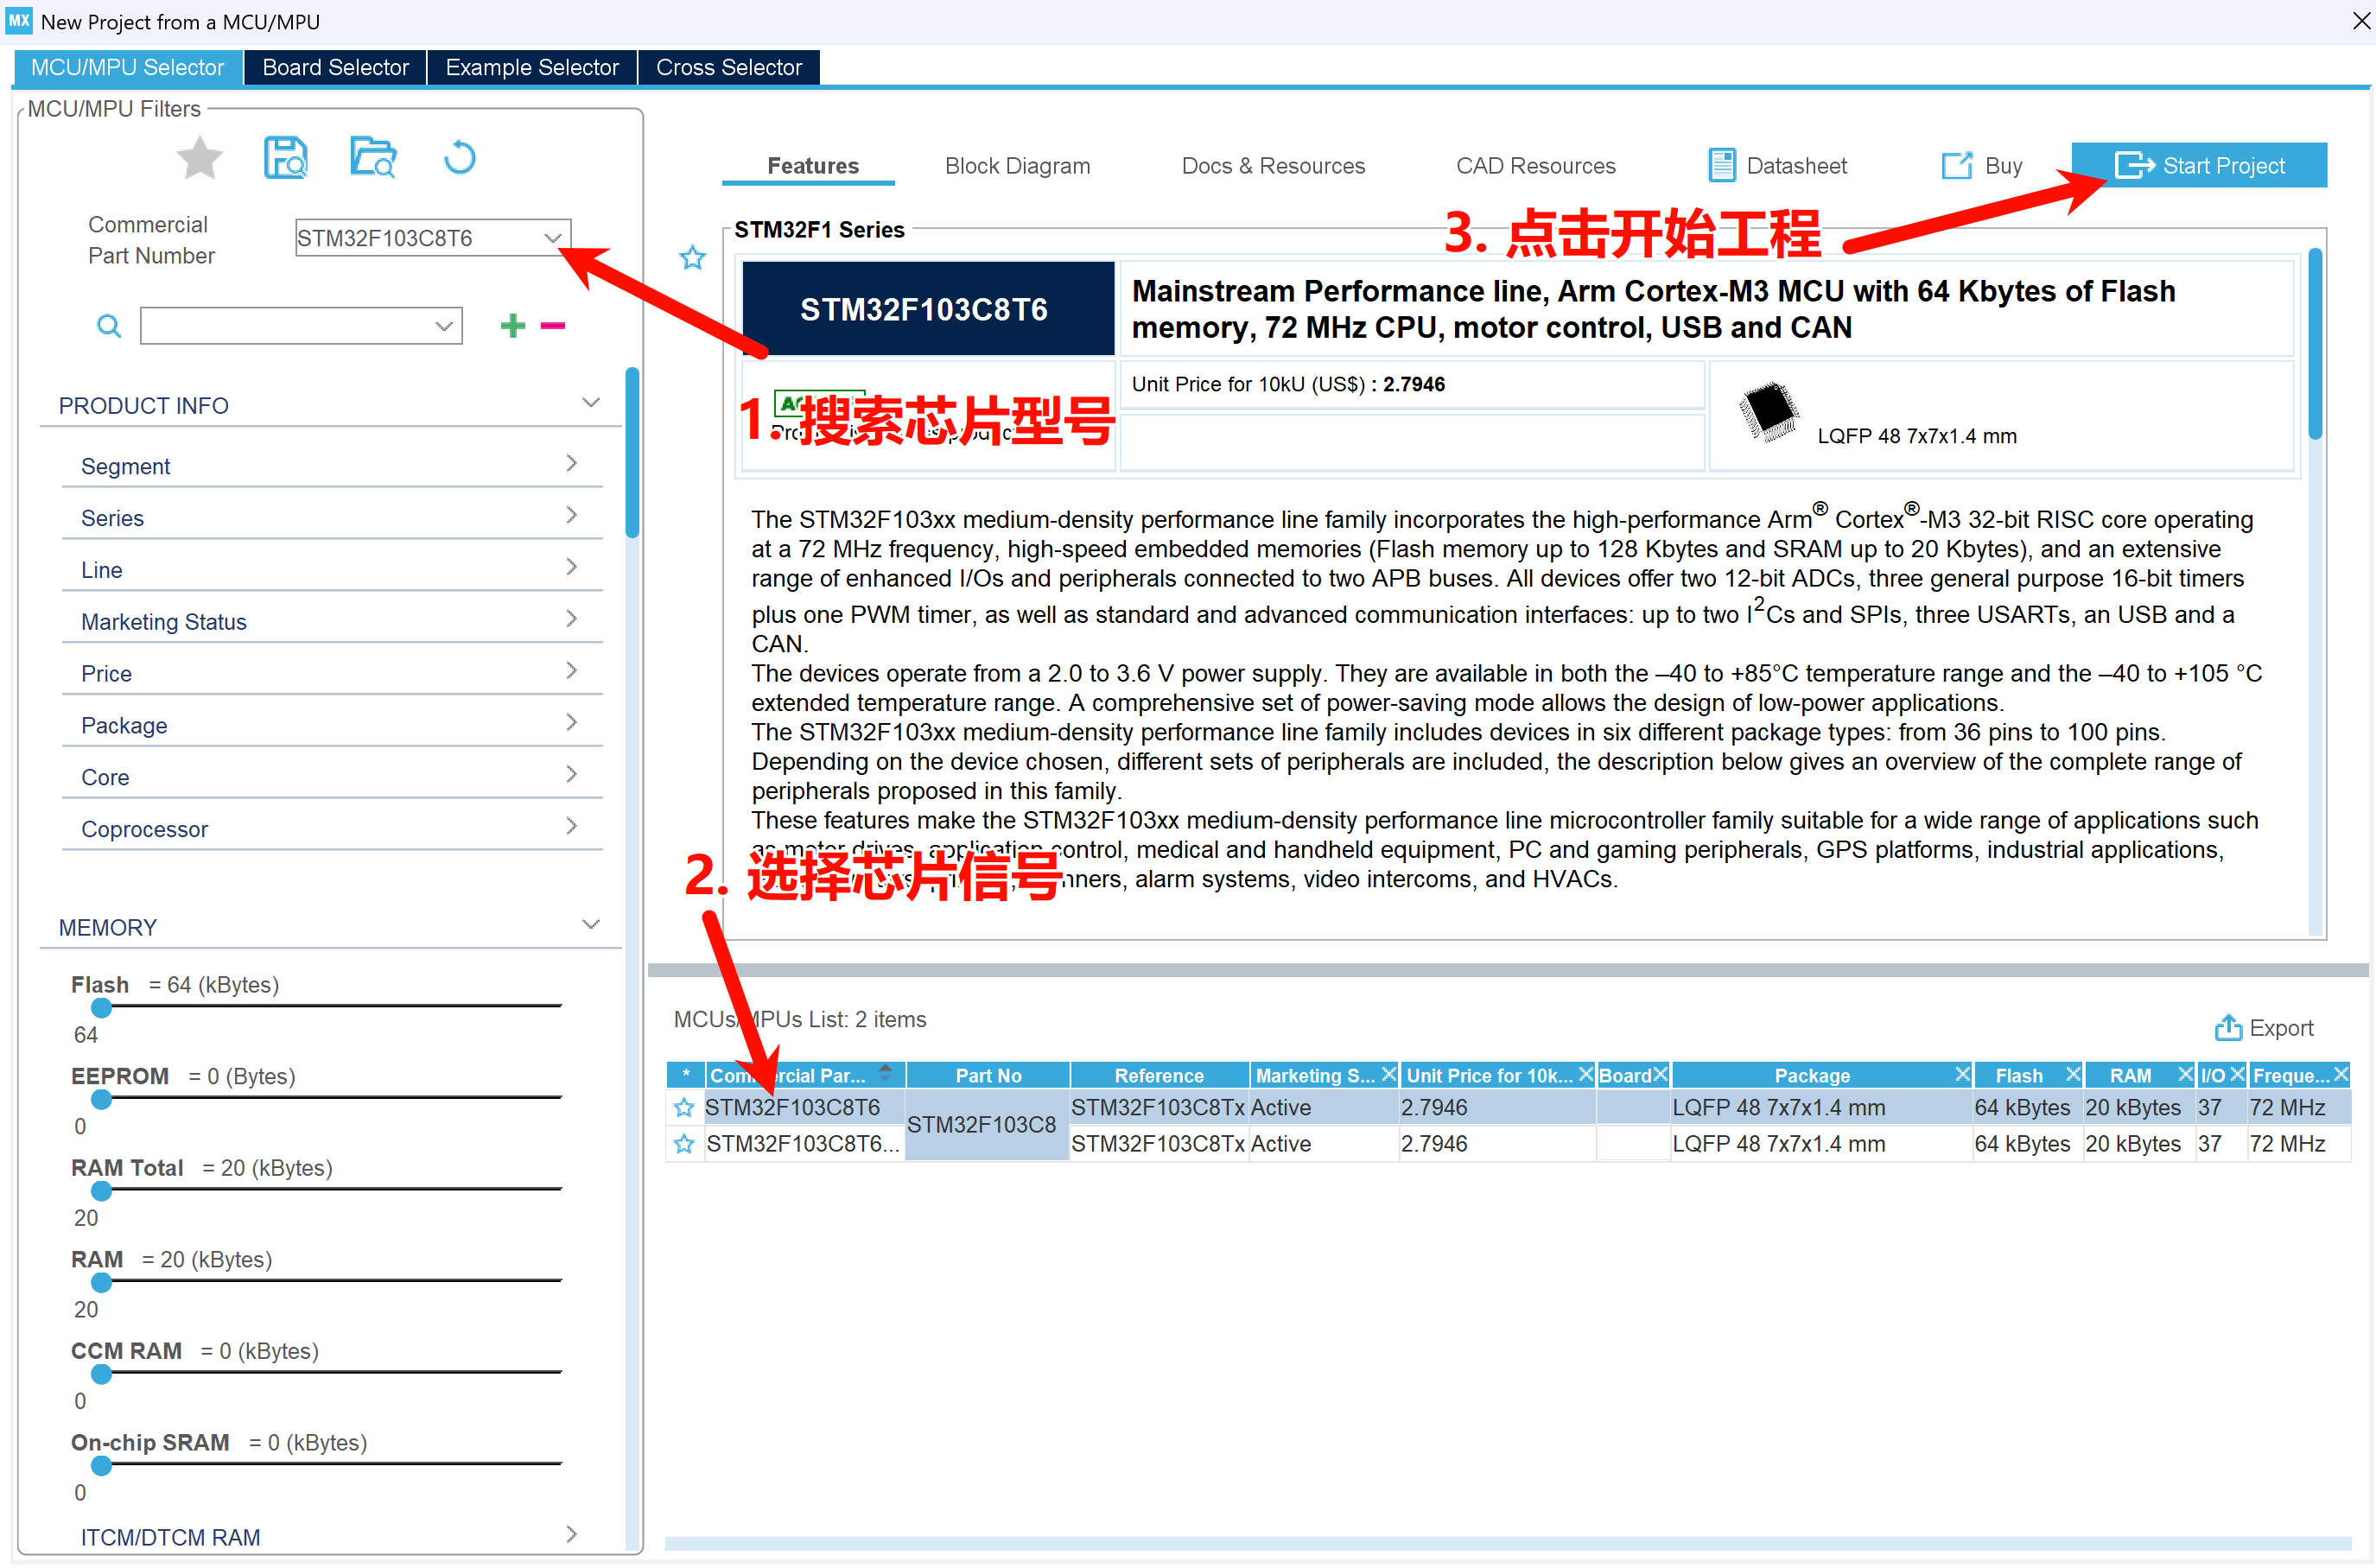 MX New Project from a MCU/MPU
MCU/MPU Selector Board Selector Example Selector Cross Selector
MCU/MPU Filters
Commercial
Part Number
STM32F103C8T6
PRODUCT INFO
Segment
Series
Line
Marketing Status
Price
Package
Core
Coprocessor
MEMORY
Flash = 64 (kBytes)
64
EEPROM = 0 (Bytes)
0
RAM Total = 20 (kBytes)
20
RAM = 20 (kBytes)
20
CCM RAM = 0 (kBytes)
0
On-chip SRAM = 0 (kBytes)
0
ITCM/DTCM RAM
Features Block Diagram Docs & Resources CAD Resources Datasheet Buy Start Project
3. 点击开始工程
STM32F1 Series
STM32F103C8T6
Mainstream Performance line, Arm Cortex-M3 MCU with 64 Kbytes of Flash
memory, 72 MHz CPU, motor control, USB and CAN
1. 搜索芯片型号
Unit Price for 10kU (US$) : 2.7946
LQFP 48 7x7x1.4 mm
The STM32F103xx medium-density performance line family incorporates the high-performance Arm® Cortex®-M3 32-bit RISC core operating
at a 72 MHz frequency, high-speed embedded memories (Flash memory up to 128 Kbytes and SRAM up to 20 Kbytes), and an extensive
range of enhanced I/Os and peripherals connected to two APB buses. All devices offer two 12-bit ADCs, three general purpose 16-bit timers
plus one PWM timer, as well as standard and advanced communication interfaces: up to two I²Cs and SPIs, three USARTs, an USB and a
CAN.
The devices operate from a 2.0 to 3.6 V power supply. They are available in both the –40 to +85°C temperature range and the –40 to +105 °C
extended temperature range. A comprehensive set of power-saving mode allows the design of low-power applications.
The STM32F103xx medium-density performance line family includes devices in six different package types: from 36 pins to 100 pins.
Depending on the device chosen, different sets of peripherals are included, the description below gives an overview of the complete range of
peripherals proposed in this family.
These features make the STM32F103xx medium-density performance line microcontroller family suitable for a wide range of applications such
as motor drives, application control, medical and handheld equipment, PC and gaming peripherals, GPS platforms, industrial applications,
alarm systems, video intercoms, and HVACs.
2. 选择芯片信号
MCUs/MPUs List: 2 items
Export
* Commercial Par... Part No Reference Marketing S... Unit Price for 10k... Board Package Flash RAM I/O Freque...
STM32F103C8T6 STM32F103C8 STM32F103C8Tx Active 2.7946 LQFP 48 7x7x1.4 mm 64 kBytes 20 kBytes 37 72 MHz
STM32F103C8T6... STM32F103C8Tx Active 2.7946 LQFP 48 7x7x1.4 mm 64 kBytes 20 kBytes 37 72 MHz